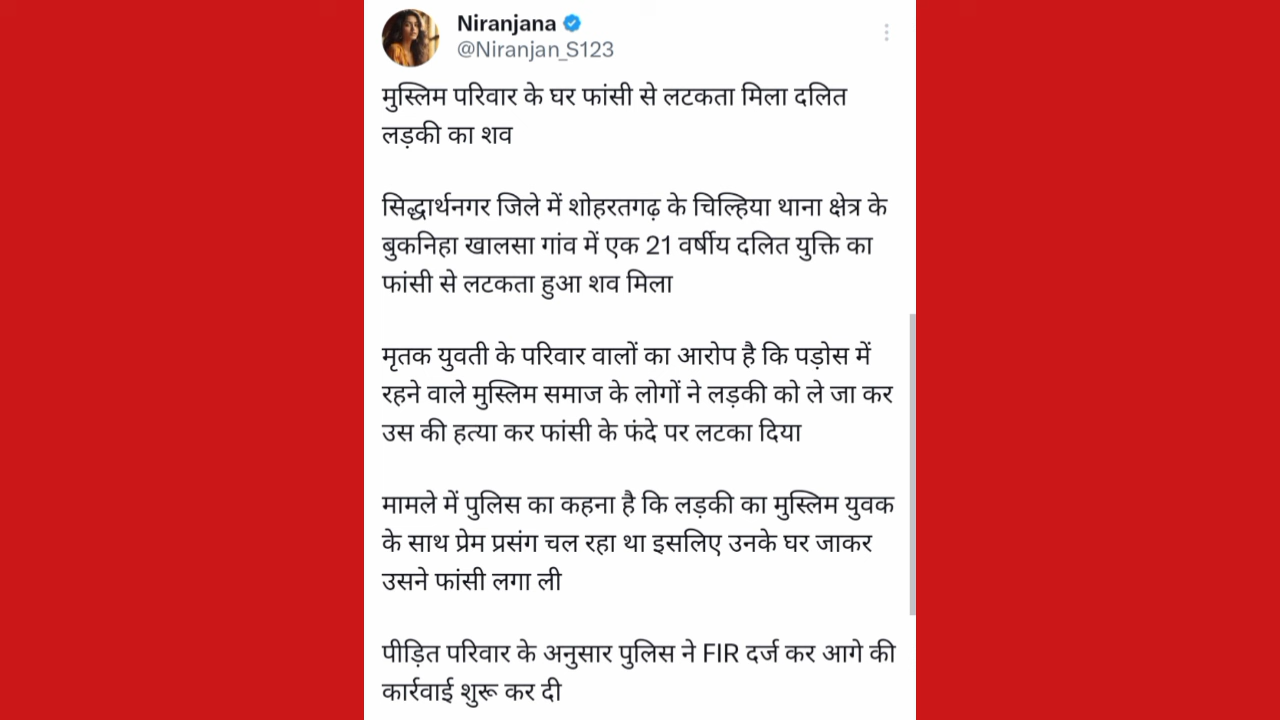 Niranjana
@Niranjan_S123
मुस्लिम परिवार के घर फांसी से लटकता मिला दलित
लड़की का शव
सिद्धार्थनगर जिले में शोहरतगढ़ के चिल्हिया थाना क्षेत्र के
बुकनिहा खालसा गांव में एक 21 वर्षीय दलित युक्ति का
फांसी से लटकता हुआ शव मिला
मृतक युवती के परिवार वालों का आरोप है कि पड़ोस में
रहने वाले मुस्लिम समाज के लोगों ने लड़की को ले जा कर
उस की हत्या कर फांसी के फंदे पर लटका दिया
मामले में पुलिस का कहना है कि लड़की का मुस्लिम युवक
के साथ प्रेम प्रसंग चल रहा था इसलिए उनके घर जाकर
उसने फांसी लगा ली
पीड़ित परिवार के अनुसार पुलिस ने FIR दर्ज कर आगे की
कार्रवाई शुरू कर दी